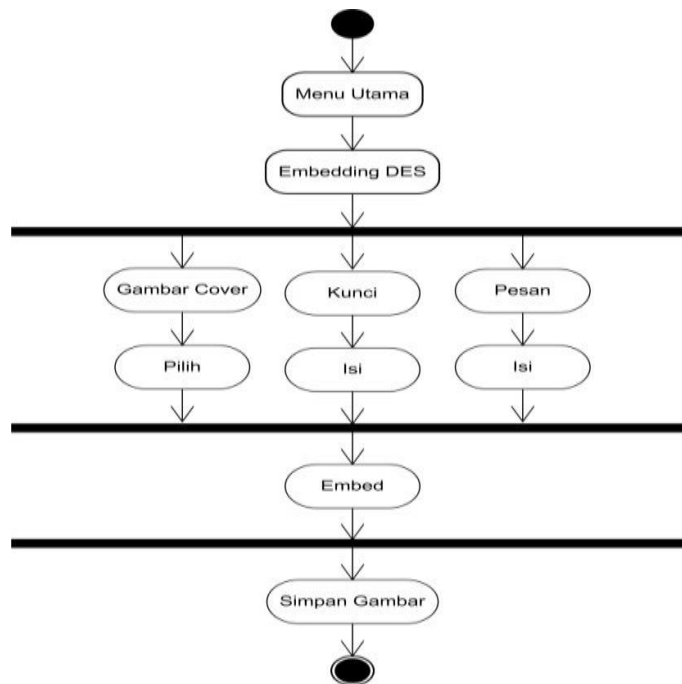 Menu Utama
Embedding DES
Gambar Cover
Kunci
Pesan
Pilih
Isi
Isi
Embed
Simpan Gambar